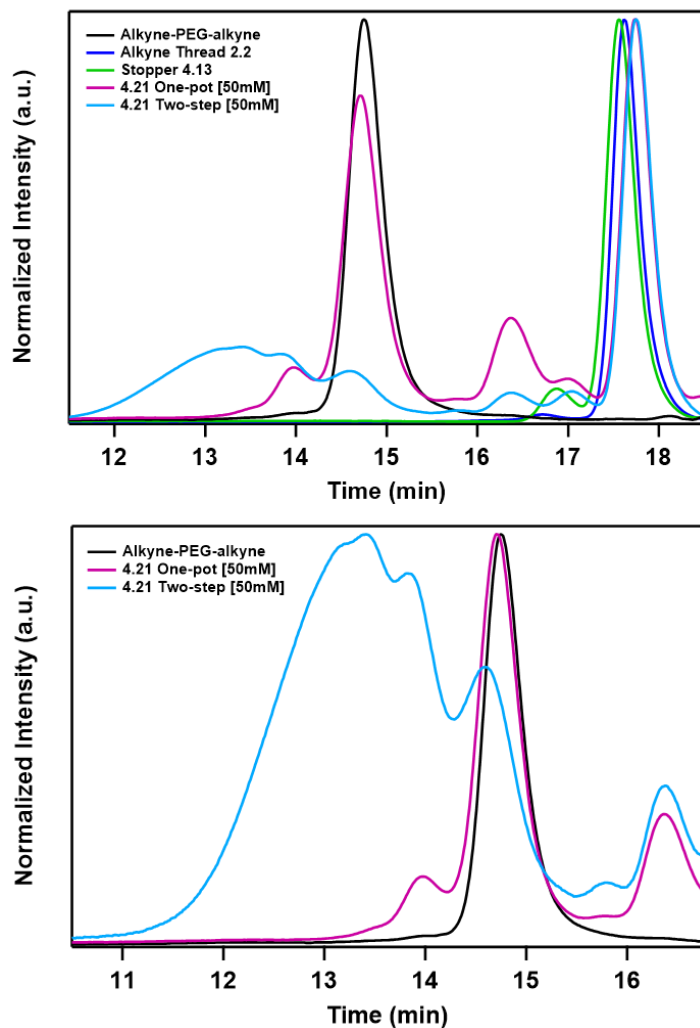 Normalized Intensity (a.u.)
Alkyne-PEG-alkyne
Alkyne Thread 2.2
Stopper 4.13
4.21 One-pot [50mM]
4.21 Two-step [50mM]
12 13 14 15 16 17 18
Time (min)
Normalized Intensity (a.u.)
Alkyne-PEG-alkyne
4.21 One-pot [50mM]
4.21 Two-step [50mM]
11 12 13 14 15 16
Time (min)